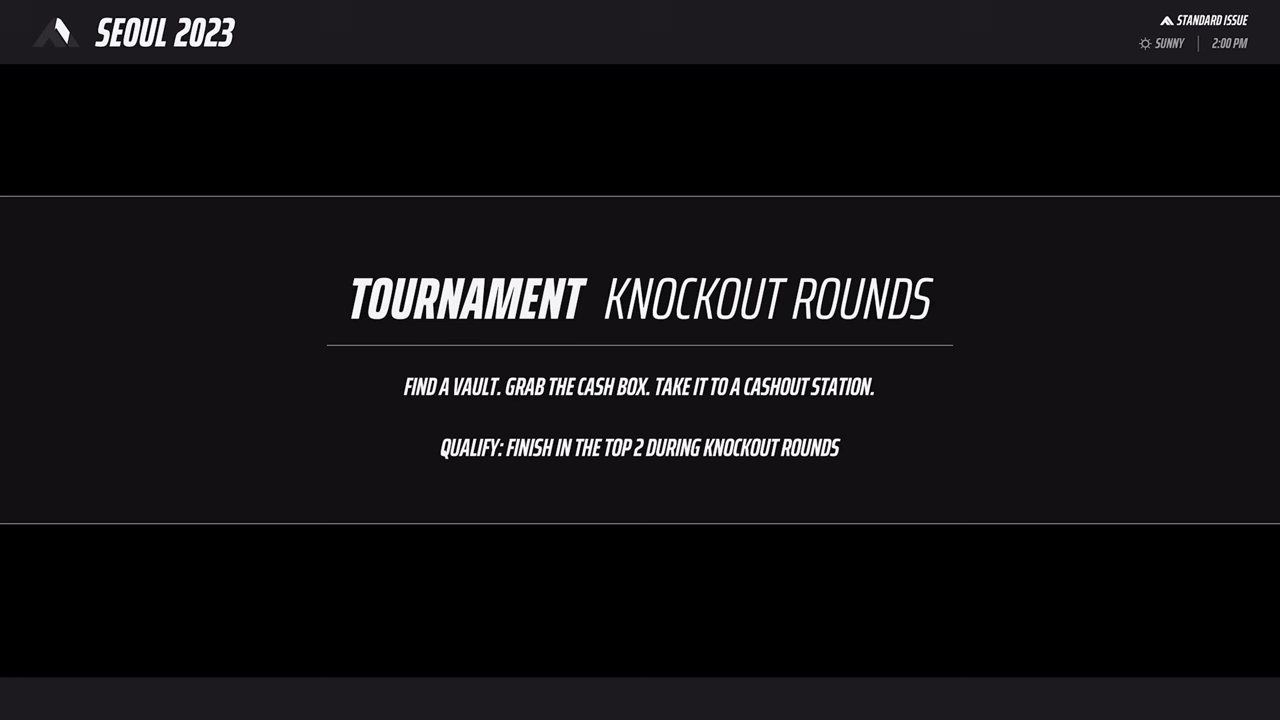 SEOUL 2023
STANDARD ISSUE
SUNNY
2:00 PM
TOURNAMENT KNOCKOUT ROUNDS
FIND A VAULT. GRAB THE CASH BOX. TAKE IT TO A CASHOUT STATION.
QUALIFY: FINISH IN THE TOP 2 DURING KNOCKOUT ROUNDS